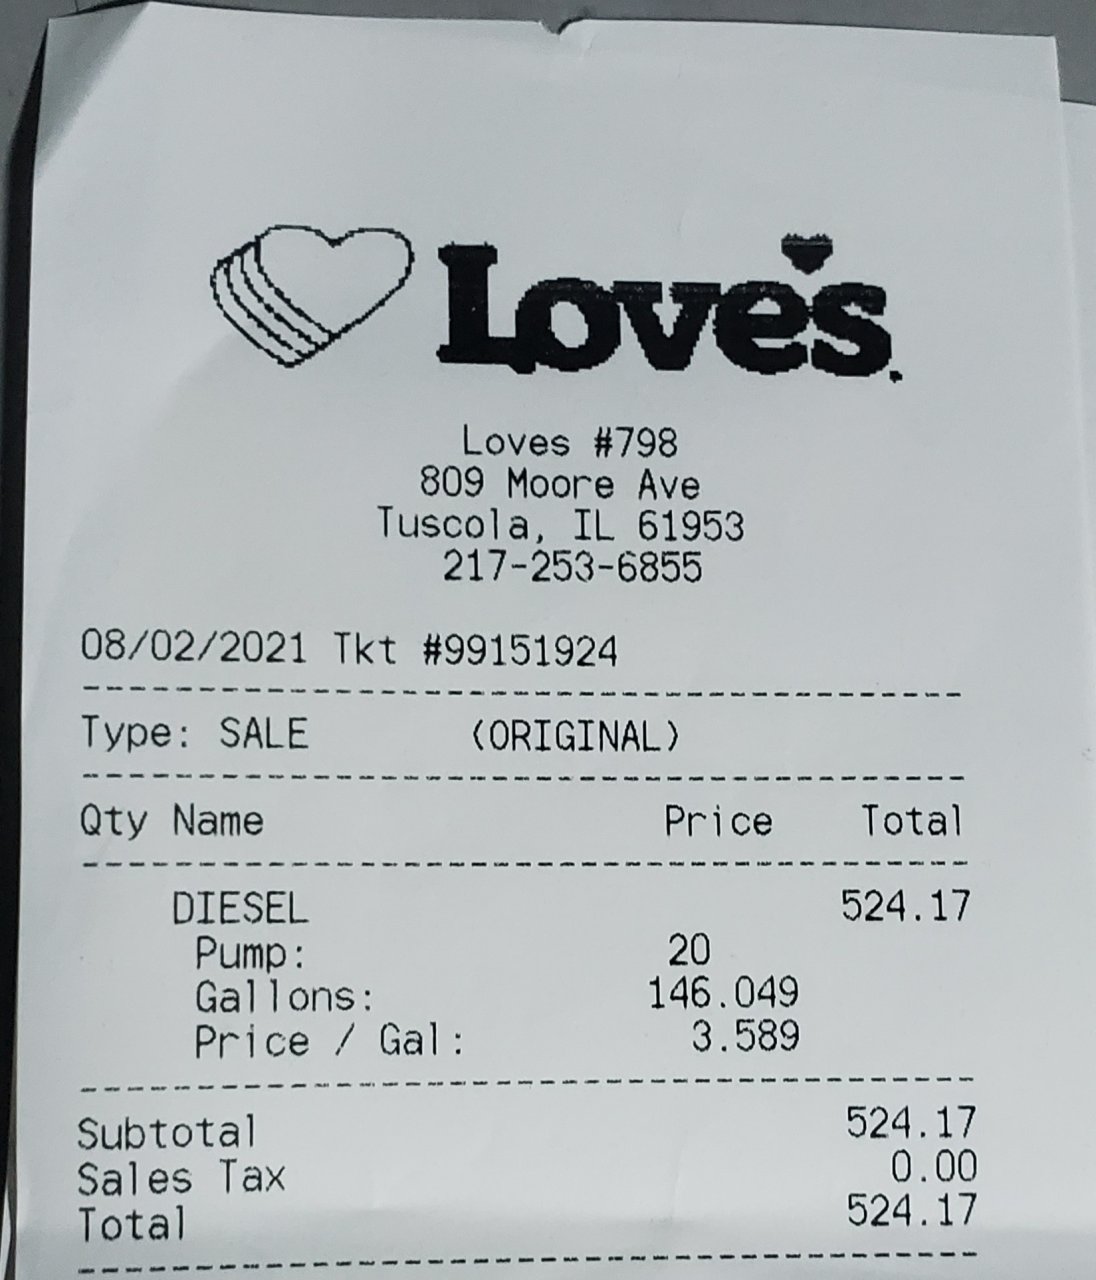 Love's
Loves #798
809 Moore Ave
Tuscola, IL 61953
217-253-6855
08/02/2021 Tkt #99151924
Type: SALE (ORIGINAL)
Qty Name Price Total
DIESEL 524.17
Pump: 20
Gallons: 146.049
Price / Gal: 3.589
Subtotal 524.17
Sales Tax 0.00
Total 524.17